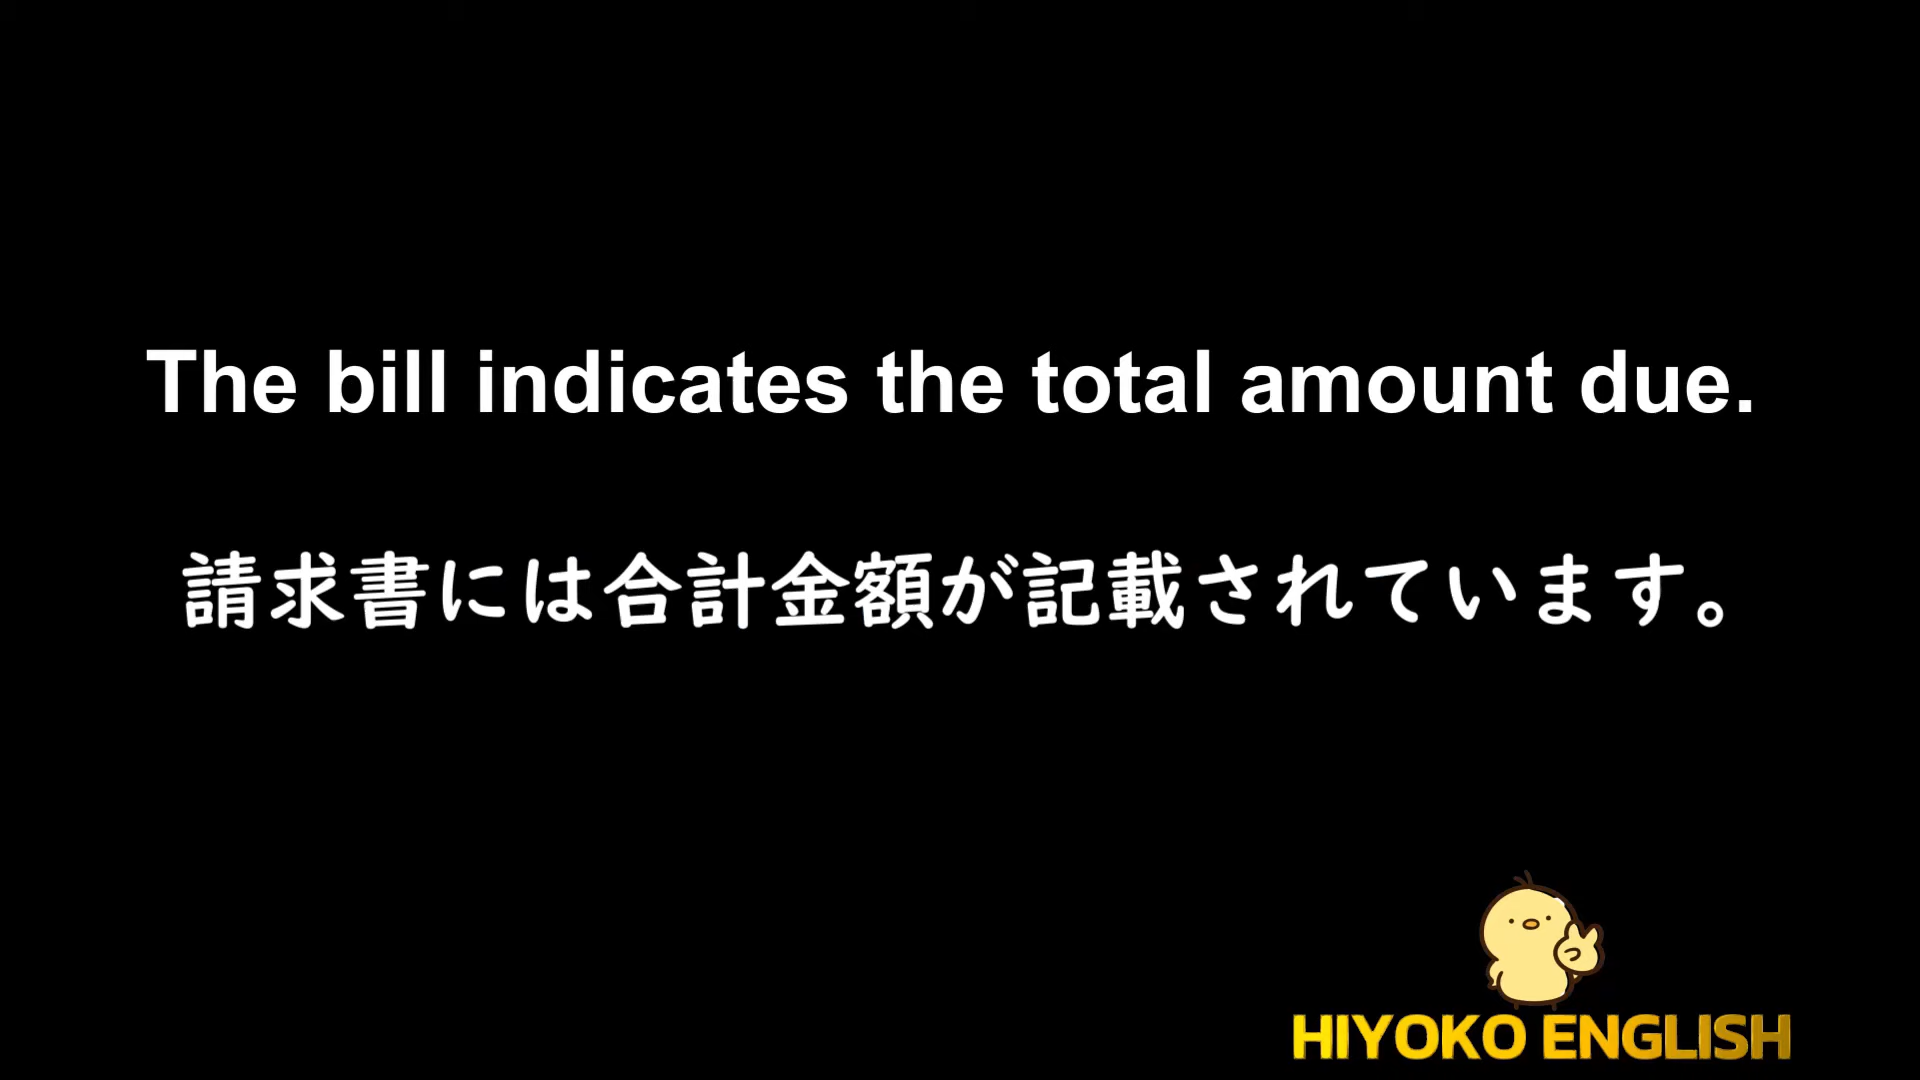 The bill indicates the total amount due.
請求書には合計金額が記載されています。
HIYOKO ENGLISH